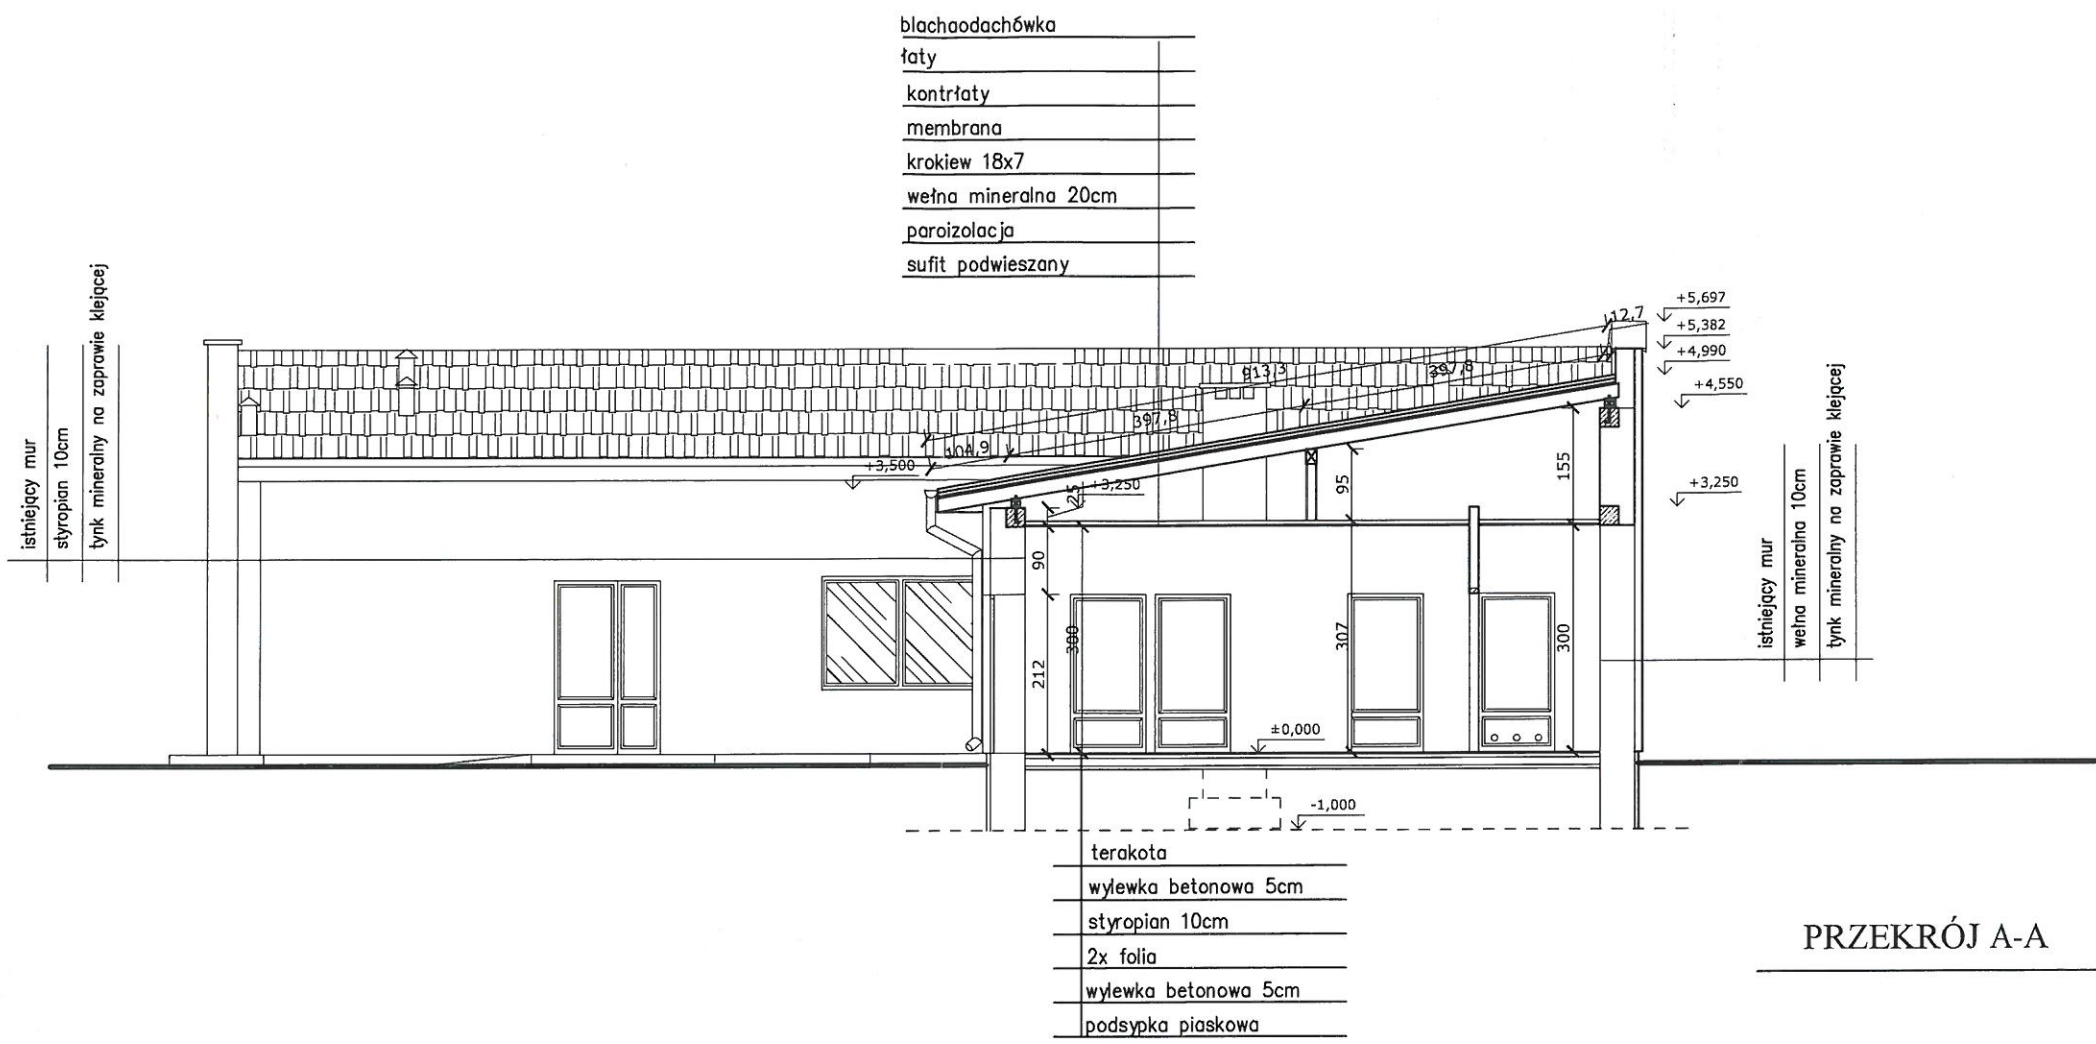 blachaodachówka
łaty
kontrłaty
membrana
krokiew 18x7
wełna mineralna 20cm
paroizolacja
sufit podwieszany
istniejący mur
styropian 10cm
tynk mineralny na zaprawie klejącej
12,7
+5,697
+5,382
+4,990
+4,550
913,3
397,8
397,8
104,9
+3,500
25
+3,250
95
155
+3,250
90
300
212
307
300
±0,000
-1,000
istniejący mur
wełna mineralna 10cm
tynk mineralny na zaprawie klejącej
terakota
wylewka betonowa 5cm
styropian 10cm
2x folia
wylewka betonowa 5cm
podsypka piaskowa
PRZEKRÓJ A-A